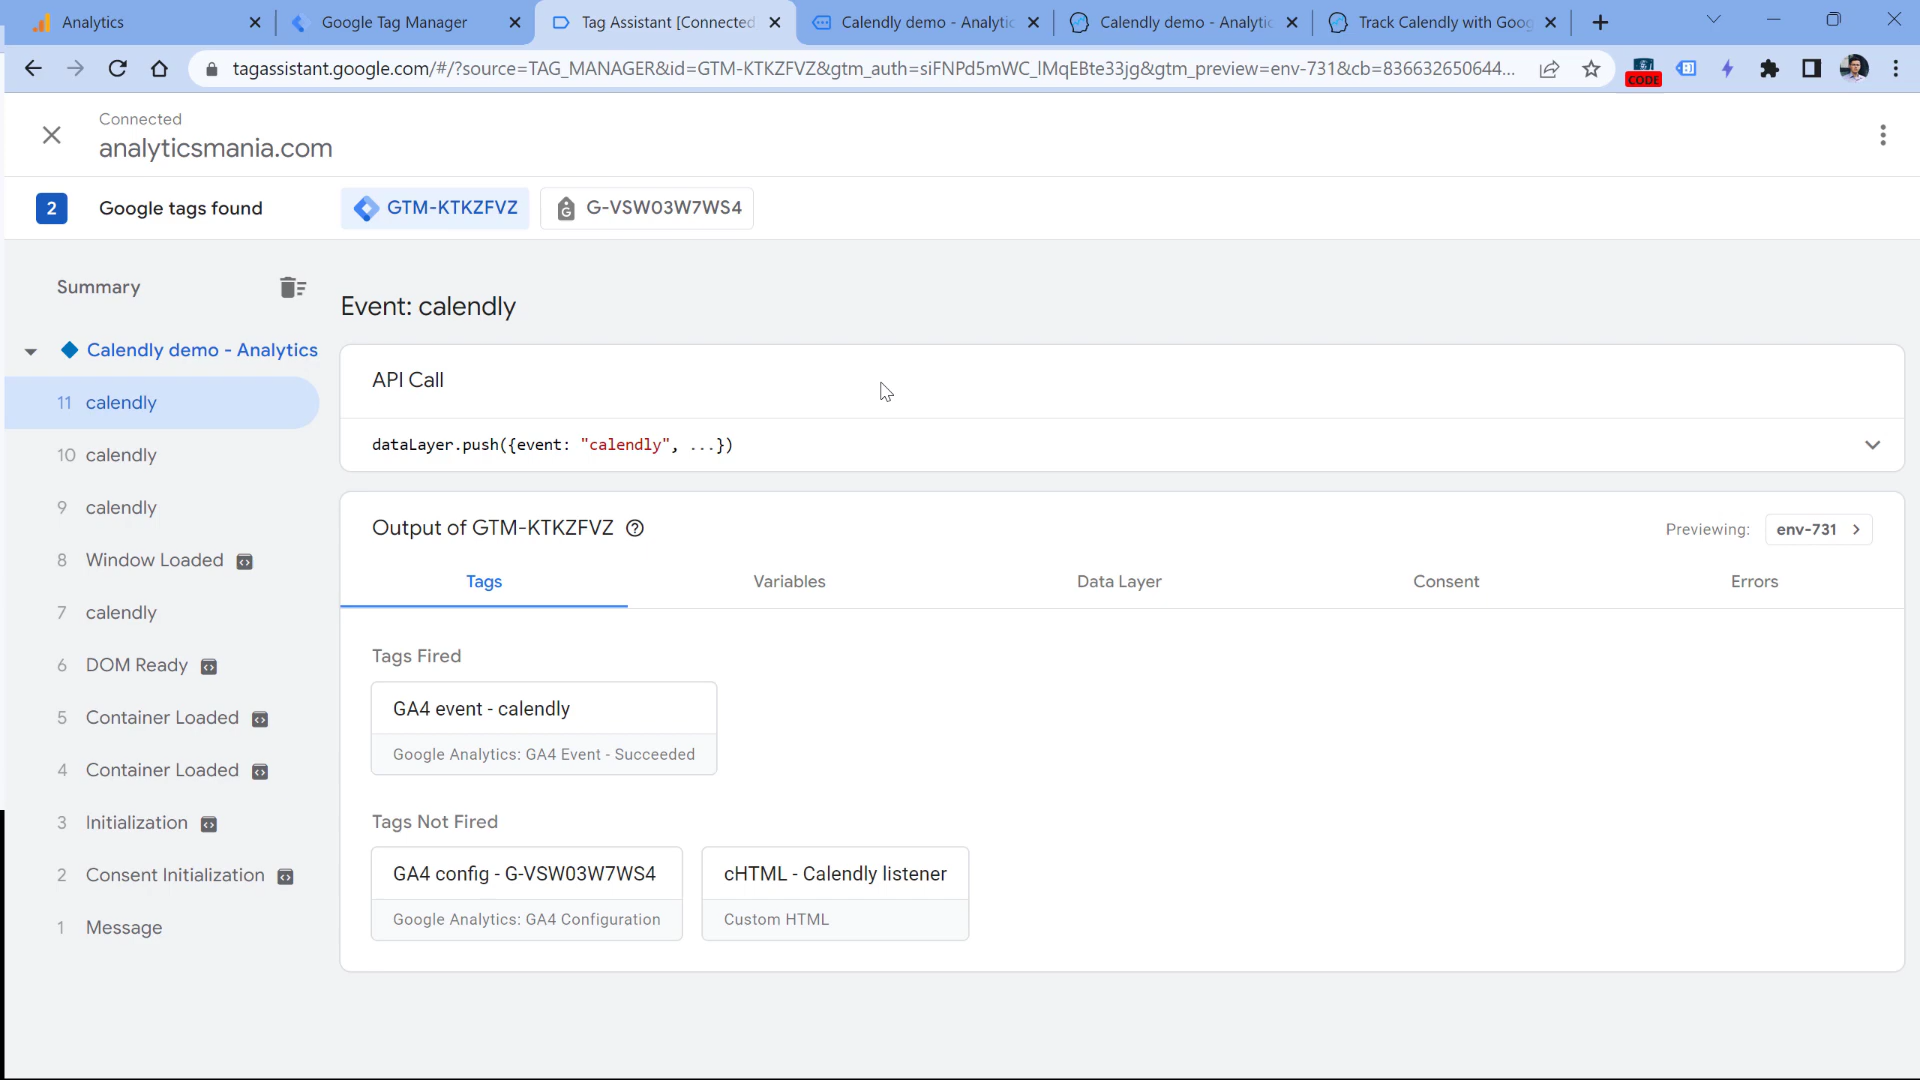 Analytics
Google Tag Manager
Tag Assistant [Connected
Calendly demo - Analytic
Calendly demo - Analytic
Track Calendly with Goog
tagassistant.google.com/#/?source=TAG_MANAGER&id=GTM-KTKZFVZ&gtm_auth=siFNPd5mWC_lMqEBte33jg&gtm_preview=env-731&cb=836632650644...
CODE
Connected
analyticsmania.com
2
Google tags found
GTM-KTKZFVZ
G-VSW03W7WS4
Summary
Calendly demo - Analytics
11 calendly
10 calendly
9 calendly
8 Window Loaded
7 calendly
6 DOM Ready
5 Container Loaded
4 Container Loaded
3 Initialization
2 Consent Initialization
1 Message
Event: calendly
API Call
dataLayer.push({event: "calendly", ...})
Output of GTM-KTKZFVZ
Previewing: env-731
Tags
Variables
Data Layer
Consent
Errors
Tags Fired
GA4 event - calendly
Google Analytics: GA4 Event - Succeeded
Tags Not Fired
GA4 config - G-VSW03W7WS4
Google Analytics: GA4 Configuration
cHTML - Calendly listener
Custom HTML